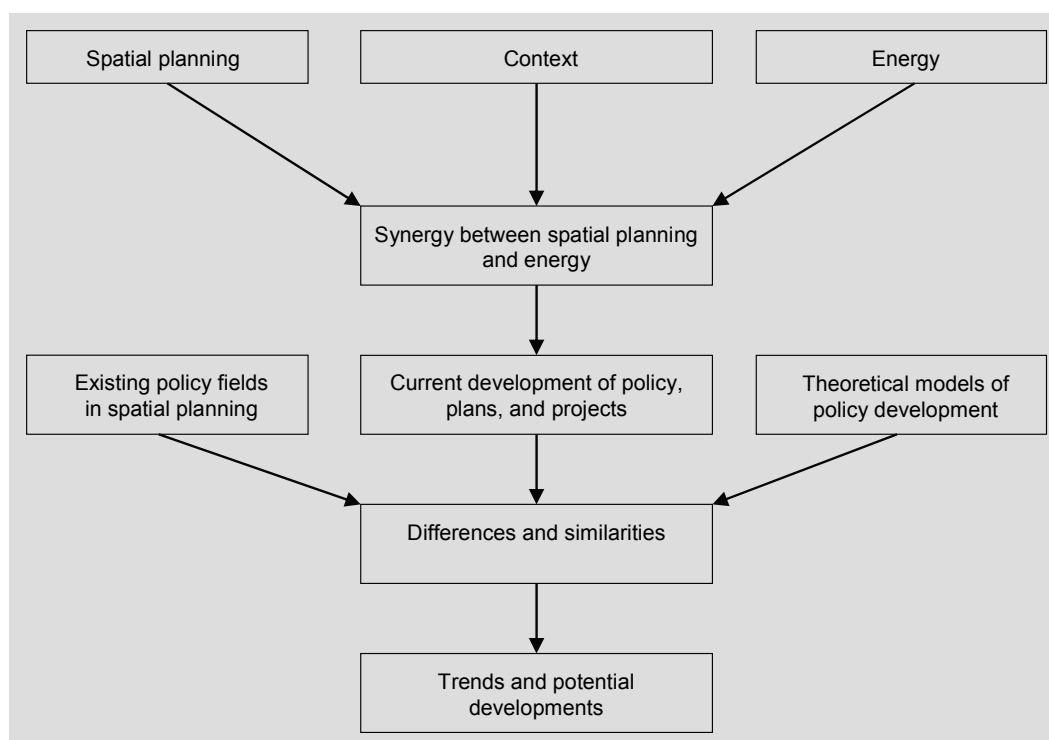 Spatial planning
Context
Energy
Synergy between spatial planning
and energy
Existing policy fields
in spatial planning
Current development of policy,
plans, and projects
Theoretical models of
policy development
Differences and similarities
Trends and potential
developments